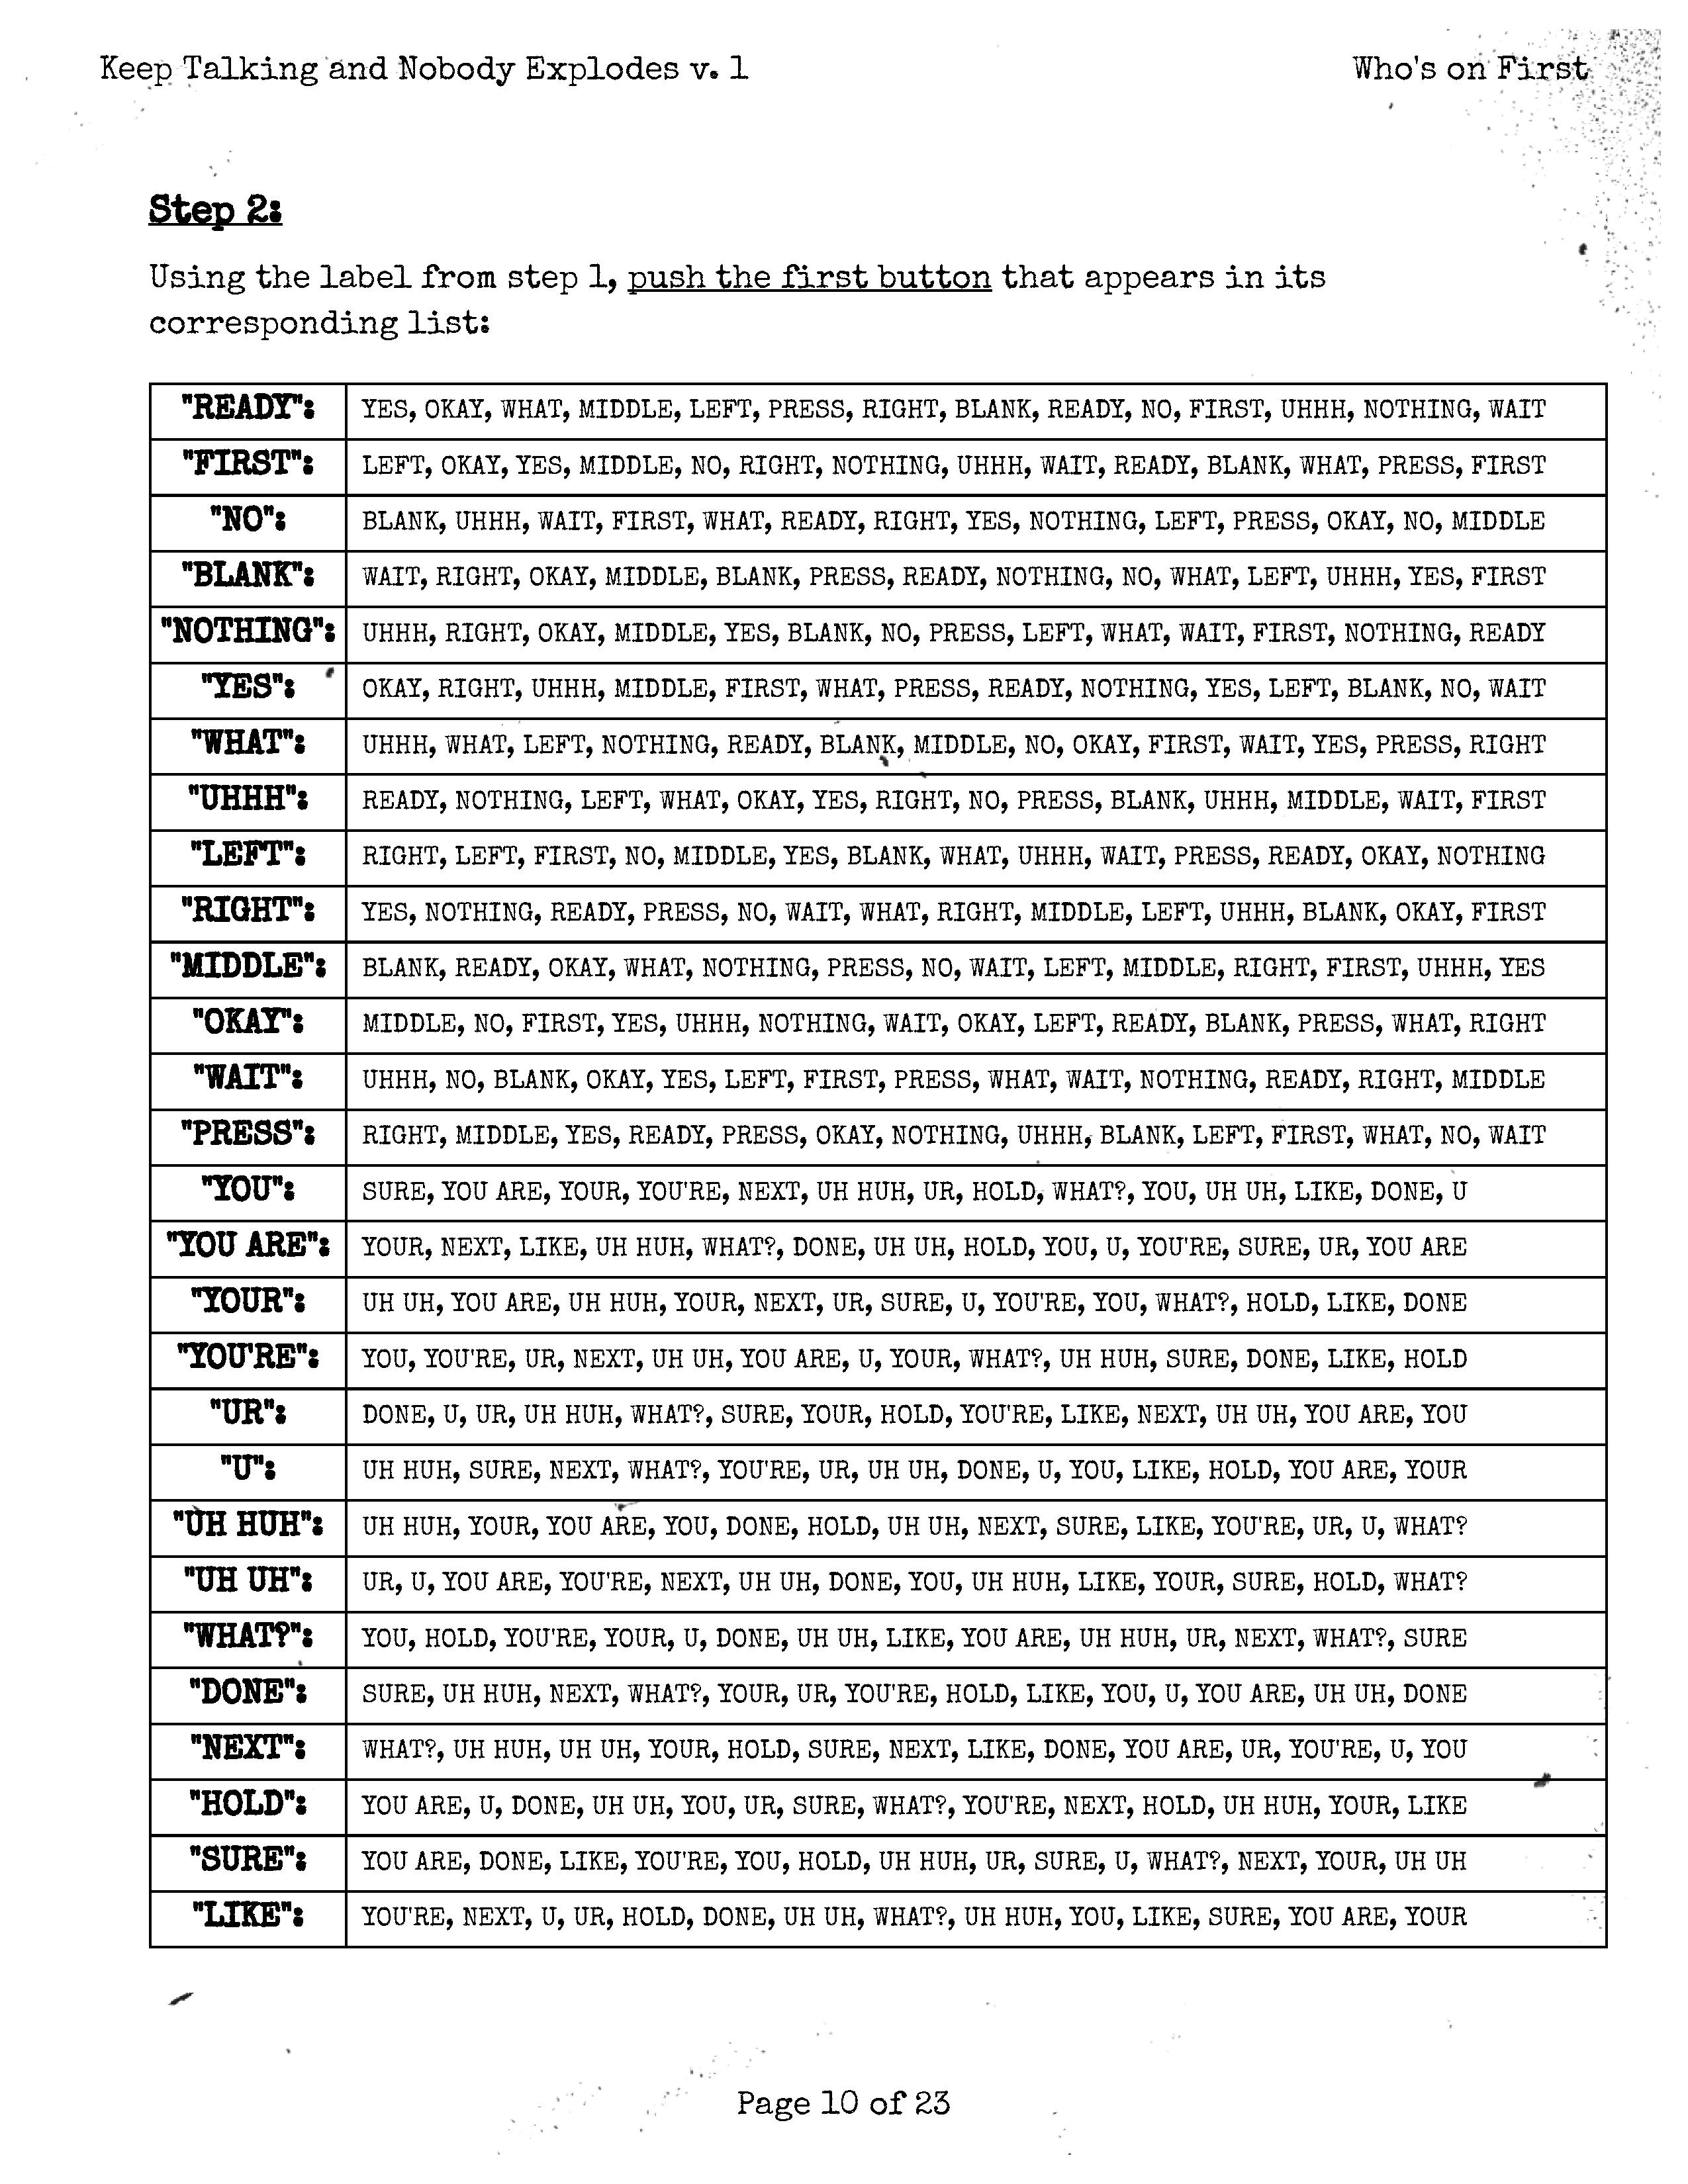 Keep Talking and Nobody Explodes v. 1
Who's on First
Step 2:
Using the label from step 1, push the first button that appears in its
corresponding list:
"READY": YES, OKAY, WHAT, MIDDLE, LEFT, PRESS, RIGHT, BLANK, READY, NO, FIRST, UHHH, NOTHING, WAIT
"FIRST": LEFT, OKAY, YES, MIDDLE, NO, RIGHT, NOTHING, UHHH, WAIT, READY, BLANK, WHAT, PRESS, FIRST
"NO": BLANK, UHHH, WAIT, FIRST, WHAT, READY, RIGHT, YES, NOTHING, LEFT, PRESS, OKAY, NO, MIDDLE
"BLANK": WAIT, RIGHT, OKAY, MIDDLE, BLANK, PRESS, READY, NOTHING, NO, WHAT, LEFT, UHHH, YES, FIRST
"NOTHING": UHHH, RIGHT, OKAY, MIDDLE, YES, BLANK, NO, PRESS, LEFT, WHAT, WAIT, FIRST, NOTHING, READY
"YES": OKAY, RIGHT, UHHH, MIDDLE, FIRST, WHAT, PRESS, READY, NOTHING, YES, LEFT, BLANK, NO, WAIT
"WHAT": UHHH, WHAT, LEFT, NOTHING, READY, BLANK, MIDDLE, NO, OKAY, FIRST, WAIT, YES, PRESS, RIGHT
"UHHH": READY, NOTHING, LEFT, WHAT, OKAY, YES, RIGHT, NO, PRESS, BLANK, UHHH, MIDDLE, WAIT, FIRST
"LEFT": RIGHT, LEFT, FIRST, NO, MIDDLE, YES, BLANK, WHAT, UHHH, WAIT, PRESS, READY, OKAY, NOTHING
"RIGHT": YES, NOTHING, READY, PRESS, NO, WAIT, WHAT, RIGHT, MIDDLE, LEFT, UHHH, BLANK, OKAY, FIRST
"MIDDLE": BLANK, READY, OKAY, WHAT, NOTHING, PRESS, NO, WAIT, LEFT, MIDDLE, RIGHT, FIRST, UHHH, YES
"OKAY": MIDDLE, NO, FIRST, YES, UHHH, NOTHING, WAIT, OKAY, LEFT, READY, BLANK, PRESS, WHAT, RIGHT
"WAIT": UHHH, NO, BLANK, OKAY, YES, LEFT, FIRST, PRESS, WHAT, WAIT, NOTHING, READY, RIGHT, MIDDLE
"PRESS": RIGHT, MIDDLE, YES, READY, PRESS, OKAY, NOTHING, UHHH, BLANK, LEFT, FIRST, WHAT, NO, WAIT
"YOU": SURE, YOU ARE, YOUR, YOU'RE, NEXT, UH HUH, UR, HOLD, WHAT?, YOU, UH UH, LIKE, DONE, U
"YOU ARE": YOUR, NEXT, LIKE, UH HUH, WHAT?, DONE, UH UH, HOLD, YOU, U, YOU'RE, SURE, UR, YOU ARE
"YOUR": UH UH, YOU ARE, UH HUH, YOUR, NEXT, UR, SURE, U, YOU'RE, YOU, WHAT?, HOLD, LIKE, DONE
"YOU'RE": YOU, YOU'RE, UR, NEXT, UH UH, YOU ARE, U, YOUR, WHAT?, UH HUH, SURE, DONE, LIKE, HOLD
"UR": DONE, U, UR, UH HUH, WHAT?, SURE, YOUR, HOLD, YOU'RE, LIKE, NEXT, UH UH, YOU ARE, YOU
"U": UH HUH, SURE, NEXT, WHAT?, YOU'RE, UR, UH UH, DONE, U, YOU, LIKE, HOLD, YOU ARE, YOUR
"UH HUH": UH HUH, YOUR, YOU ARE, YOU, DONE, HOLD, UH UH, NEXT, SURE, LIKE, YOU'RE, UR, U, WHAT?
"UH UH": UR, U, YOU ARE, YOU'RE, NEXT, UH UH, DONE, YOU, UH HUH, LIKE, YOUR, SURE, HOLD, WHAT?
"WHAT?": YOU, HOLD, YOU'RE, YOUR, U, DONE, UH UH, LIKE, YOU ARE, UH HUH, UR, NEXT, WHAT?, SURE
"DONE": SURE, UH HUH, NEXT, WHAT?, YOUR, UR, YOU'RE, HOLD, LIKE, YOU, U, YOU ARE, UH UH, DONE
"NEXT": WHAT?, UH HUH, UH UH, YOUR, HOLD, SURE, NEXT, LIKE, DONE, YOU ARE, UR, YOU'RE, U, YOU
"HOLD": YOU ARE, U, DONE, UH UH, YOU, UR, SURE, WHAT?, YOU'RE, NEXT, HOLD, UH HUH, YOUR, LIKE
"SURE": YOU ARE, DONE, LIKE, YOU'RE, YOU, HOLD, UH HUH, UR, SURE, U, WHAT?, NEXT, YOUR, UH UH
"LIKE": YOU'RE, NEXT, U, UR, HOLD, DONE, UH UH, WHAT?, UH HUH, YOU, LIKE, SURE, YOU ARE, YOUR
Page 10 of 23